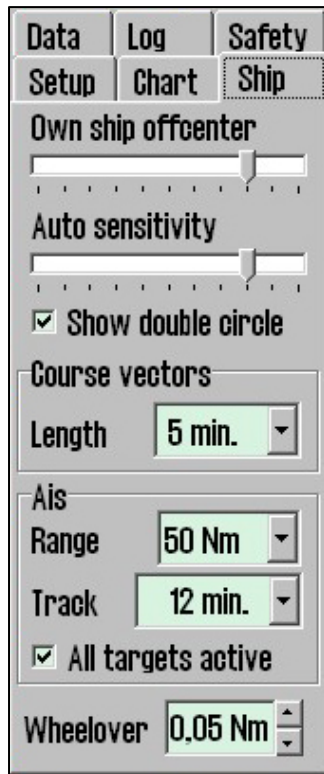 Data Log Safety
Setup Chart Ship
Own ship offcenter
Auto sensitivity
Show double circle
Course vectors
Length 5 min.
Ais
Range 50 Nm
Track 12 min.
All targets active
Wheelover 0,05 Nm